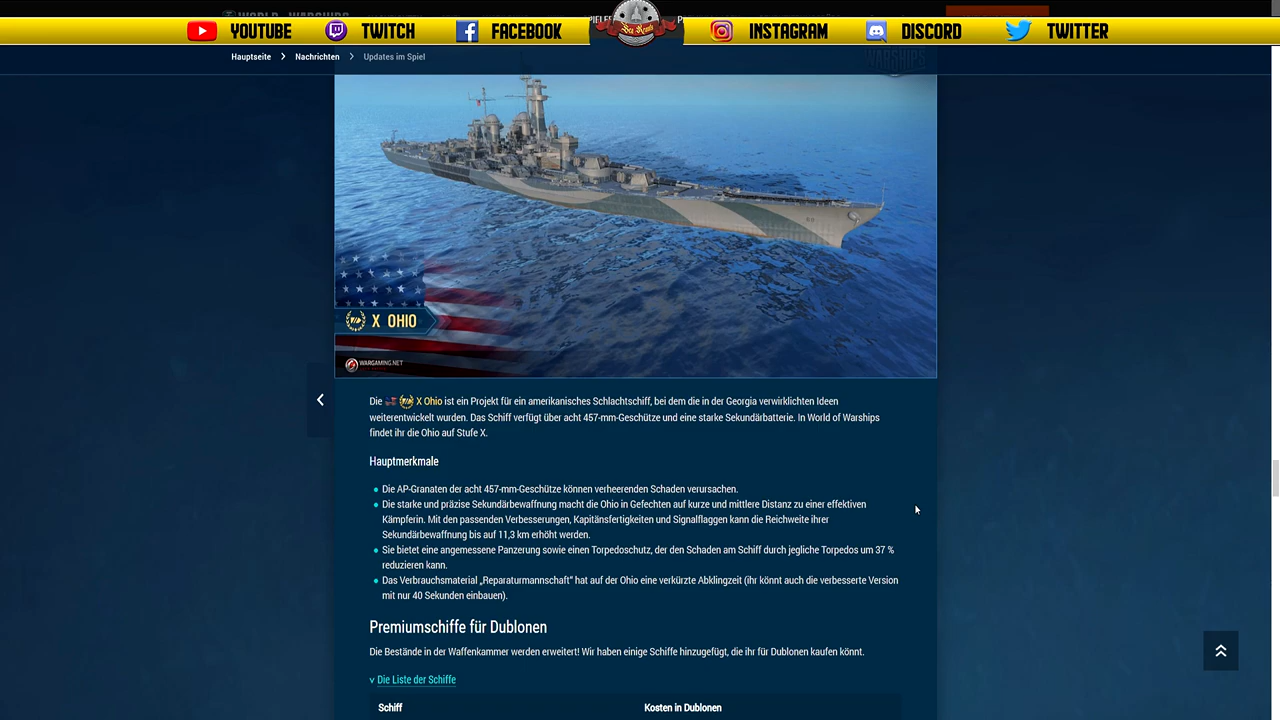 YOUTUBE
TWITCH
FACEBOOK
INSTAGRAM
DISCORD
TWITTER
Hauptseite > Nachrichten > Updates im Spiel
WARSHIPS
X OHIO
WARGAMING.NET
Die X Ohio ist ein Projekt für ein amerikanisches Schlachtschiff, bei dem die in der Georgia verwirklichten Ideen
weiterentwickelt wurden. Das Schiff verfügt über acht 457-mm-Geschütze und eine starke Sekundärbatterie. In World of Warships
findet ihr die Ohio auf Stufe X.
Hauptmerkmale
Die AP-Granaten der acht 457-mm-Geschütze können verheerenden Schaden verursachen.
Die starke und präzise Sekundärbewaffnung macht die Ohio in Gefechten auf kurze und mittlere Distanz zu einer effektiven
Kämpferin. Mit den passenden Verbesserungen, Kapitänsfertigkeiten und Signalflaggen kann die Reichweite ihrer
Sekundärbewaffnung bis auf 11,3 km erhöht werden.
Sie bietet eine angemessene Panzerung sowie einen Torpedoschutz, der den Schaden am Schiff durch jegliche Torpedos um 37 %
reduzieren kann.
Das Verbrauchsmaterial „Reparaturmannschaft“ hat auf der Ohio eine verkürzte Abklingzeit (ihr könnt auch die verbesserte Version
mit nur 40 Sekunden einbauen).
Premiumschiffe für Dublonen
Die Bestände in der Waffenkammer werden erweitert! Wir haben einige Schiffe hinzugefügt, die ihr für Dublonen kaufen könnt.
v Die Liste der Schiffe
Schiff Kosten in Dublonen